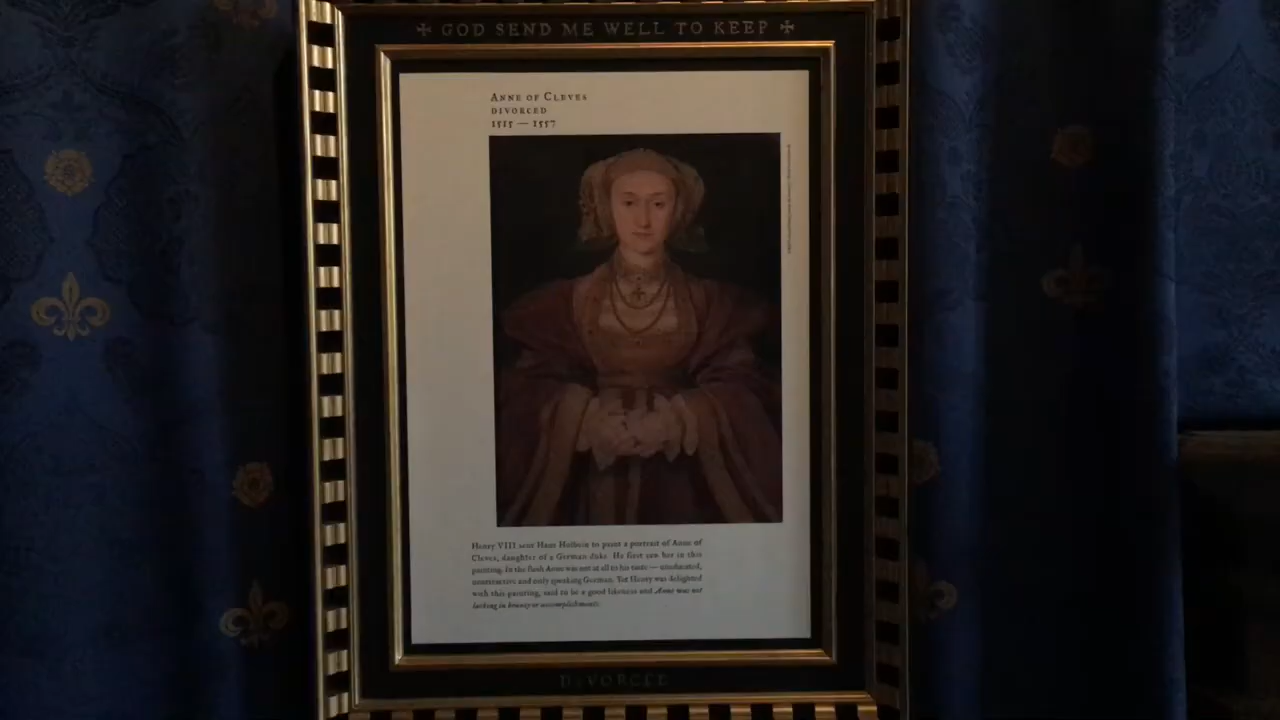 ✠ GOD SEND ME WELL TO KEEP ✠
ANNE OF CLEVES
DIVORCED
1515 — 1557
Henry VIII sent Hans Holbein to paint a portrait of Anne of
Cleves, daughter of a German duke. He first saw her in this
painting. In the flesh Anne was not at all to his taste — uneducated,
unattractive and only speaking German. Yet Henry was delighted
with this painting, said to be a good likeness and Anne was not
lacking in beauty or accomplishments.
DIVORCED